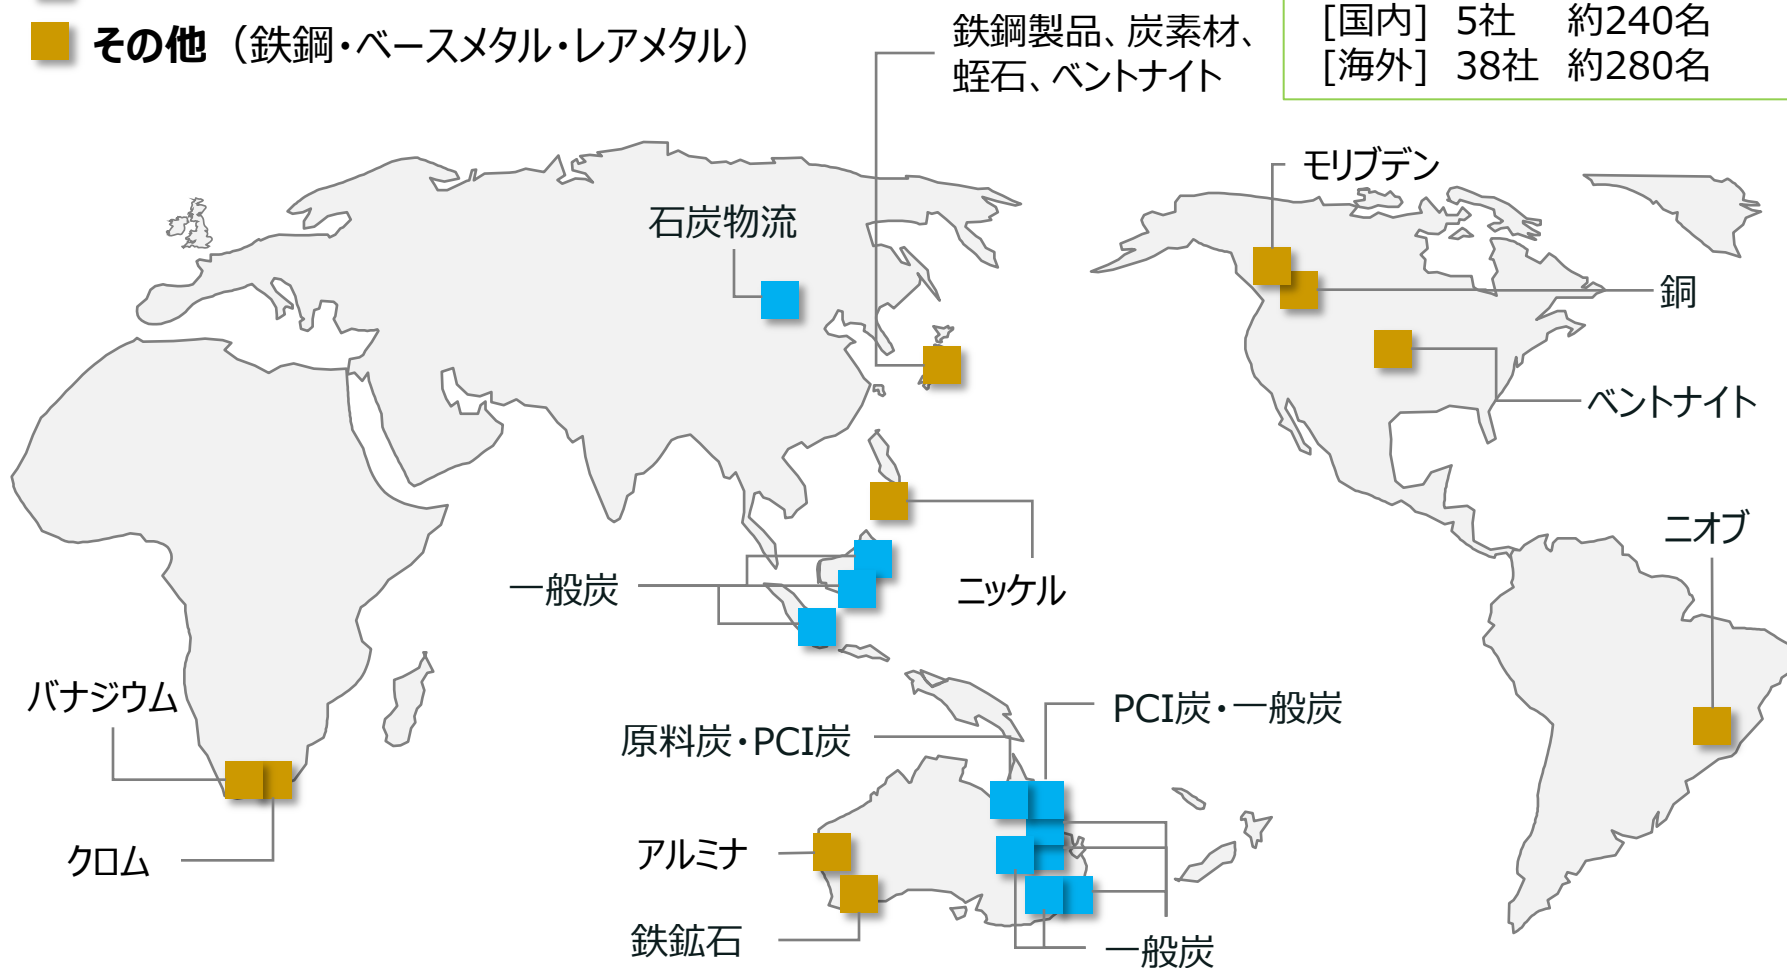 その他（鉄鋼・ベースメタル・レアメタル）
鉄鋼製品、炭素材、
蛭石、ベントナイト
［国内］ 5社 約240名
［海外］ 38社 約280名
モリブデン
石炭物流
銅
ベントナイト
ニオブ
一般炭
ニッケル
バナジウム
PCI炭・一般炭
原料炭・PCI炭
アルミナ
クロム
鉄鉱石
一般炭